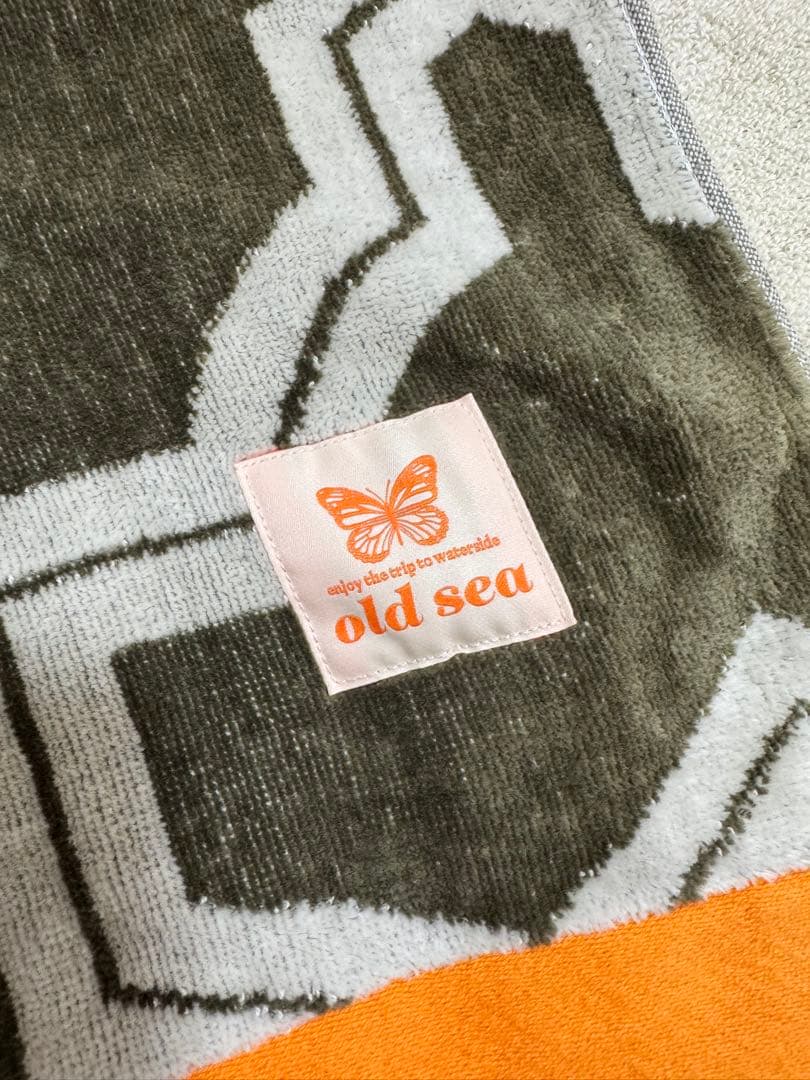 enjoy the trip to waterside
old sea